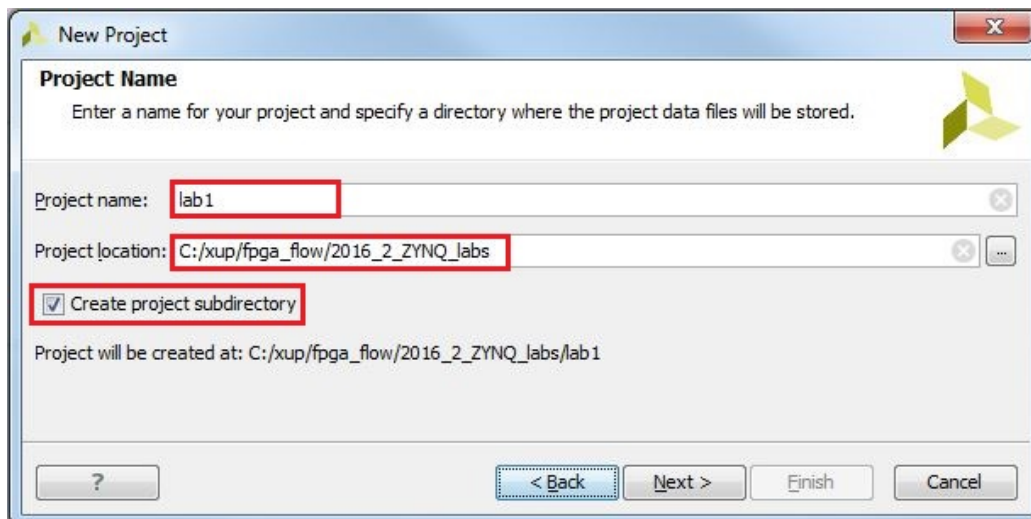 New Project
Project Name
Enter a name for your project and specify a directory where the project data files will be stored.
Project name: lab1
Project location: C:/xup/fpga_flow/2016_2_ZYNQ_labs ...
Create project subdirectory
Project will be created at: C:/xup/fpga_flow/2016_2_ZYNQ_labs/lab1
? < Back Next > Finish Cancel